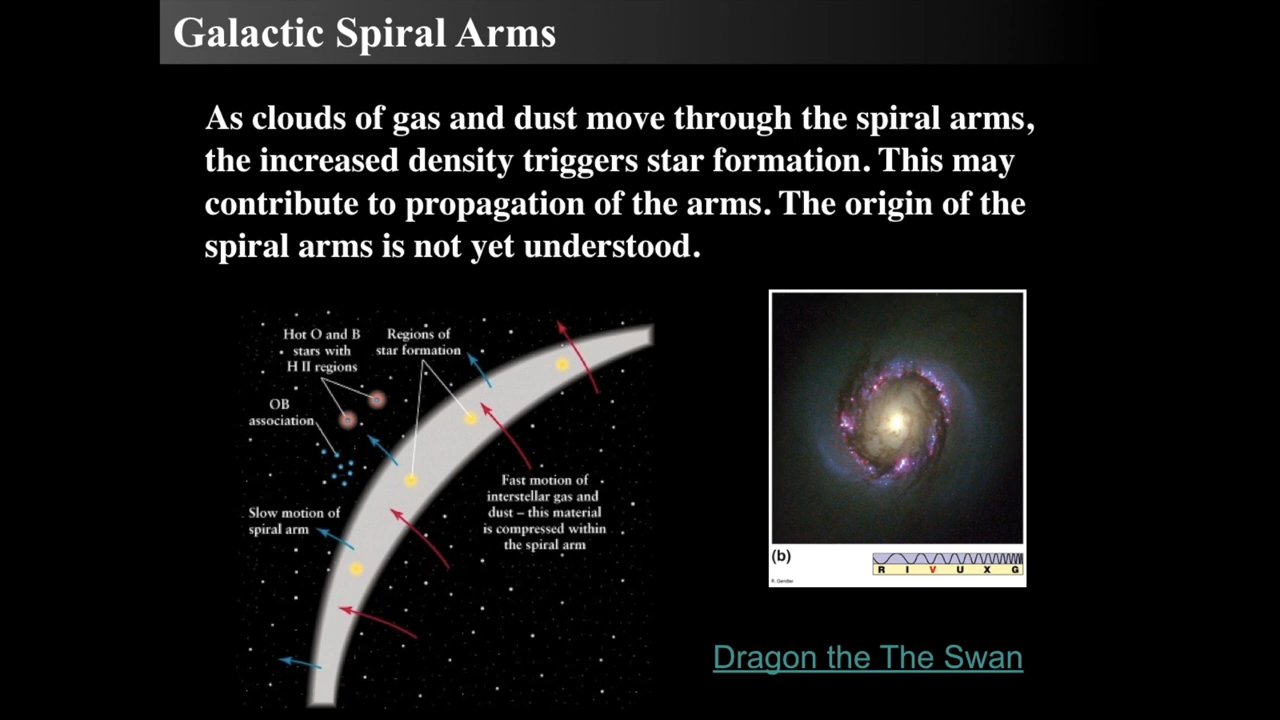 Galactic Spiral Arms
As clouds of gas and dust move through the spiral arms,
the increased density triggers star formation. This may
contribute to propagation of the arms. The origin of the
spiral arms is not yet understood.
Hot O and B
stars with
H II regions
Regions of
star formation
OB
association
Fast motion of
interstellar gas and
dust – this material
is compressed within
the spiral arm
Slow motion of
spiral arm
(b)
R I V U X G
R. Gendler
Dragon the The Swan